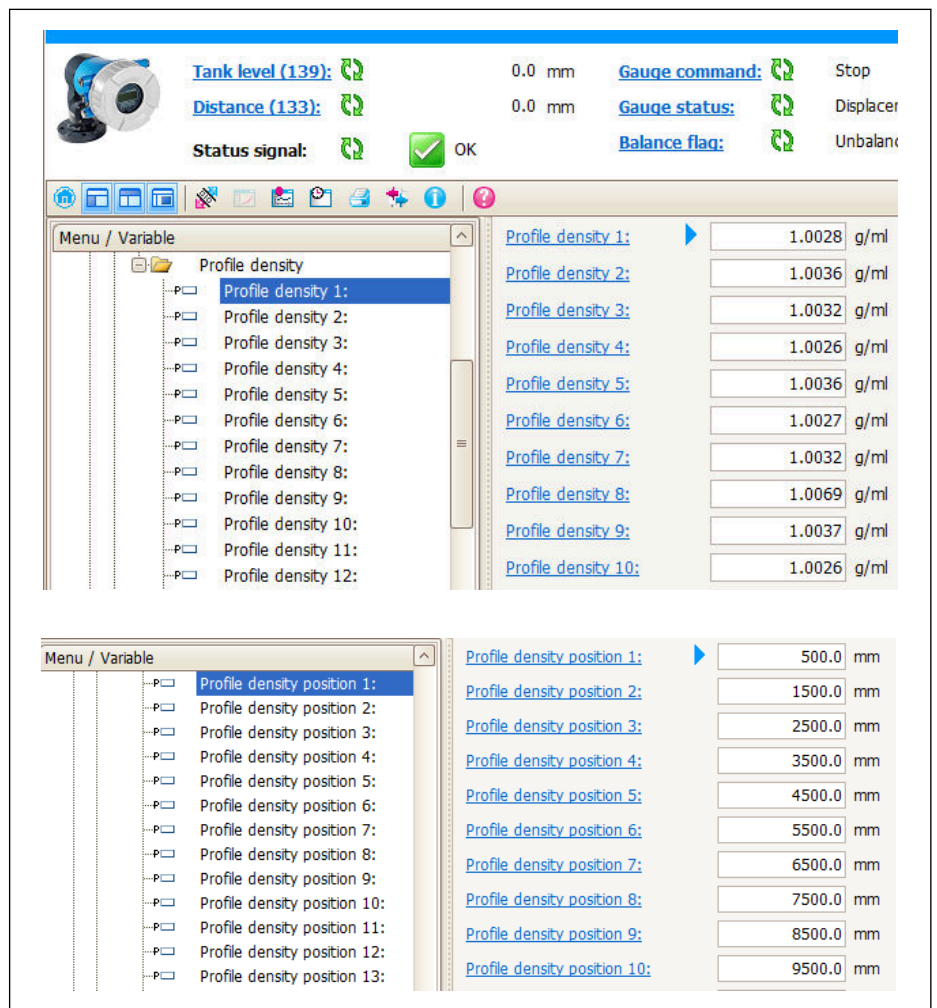 Tank level (139): 0.0 mm Gauge command: Stop
Distance (133): 0.0 mm Gauge status: Displacer
Status signal: OK Balance flag: Unbalanc
Menu / Variable
Profile density
Profile density 1:
Profile density 2:
Profile density 3:
Profile density 4:
Profile density 5:
Profile density 6:
Profile density 7:
Profile density 8:
Profile density 9:
Profile density 10:
Profile density 11:
Profile density 12:
Profile density 1: 1.0028 g/ml
Profile density 2: 1.0036 g/ml
Profile density 3: 1.0032 g/ml
Profile density 4: 1.0026 g/ml
Profile density 5: 1.0036 g/ml
Profile density 6: 1.0027 g/ml
Profile density 7: 1.0032 g/ml
Profile density 8: 1.0069 g/ml
Profile density 9: 1.0037 g/ml
Profile density 10: 1.0026 g/ml
Menu / Variable
Profile density position 1:
Profile density position 2:
Profile density position 3:
Profile density position 4:
Profile density position 5:
Profile density position 6:
Profile density position 7:
Profile density position 8:
Profile density position 9:
Profile density position 10:
Profile density position 11:
Profile density position 12:
Profile density position 13:
Profile density position 1: 500.0 mm
Profile density position 2: 1500.0 mm
Profile density position 3: 2500.0 mm
Profile density position 4: 3500.0 mm
Profile density position 5: 4500.0 mm
Profile density position 6: 5500.0 mm
Profile density position 7: 6500.0 mm
Profile density position 8: 7500.0 mm
Profile density position 9: 8500.0 mm
Profile density position 10: 9500.0 mm